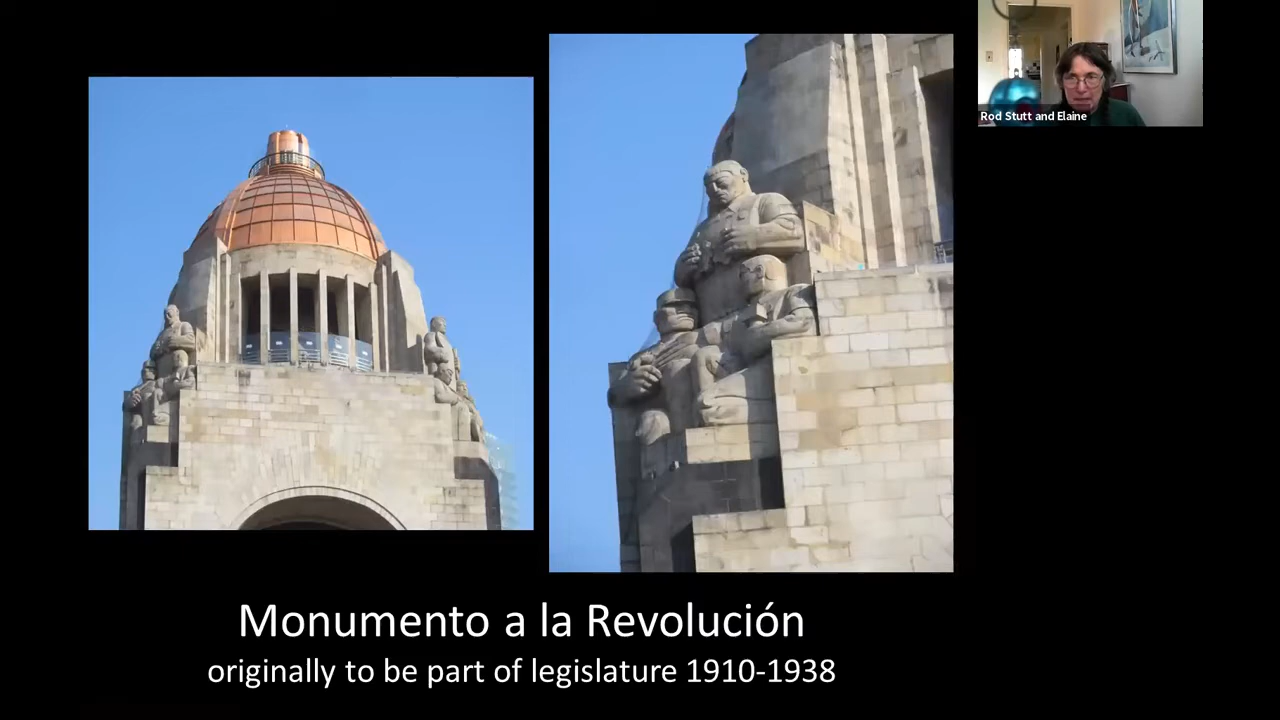 Rod Stutt and Elaine
Monumento a la Revolución
originally to be part of legislature 1910-1938